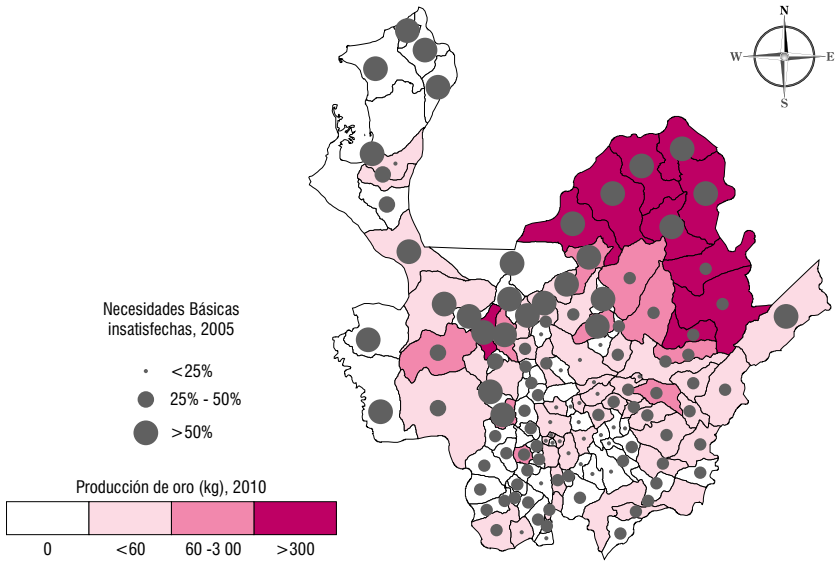 N
W E
S
Necesidades Básicas
insatisfechas, 2005
<25%
25% - 50%
>50%
Producción de oro (kg), 2010
0 <60 60 -3 00 >300